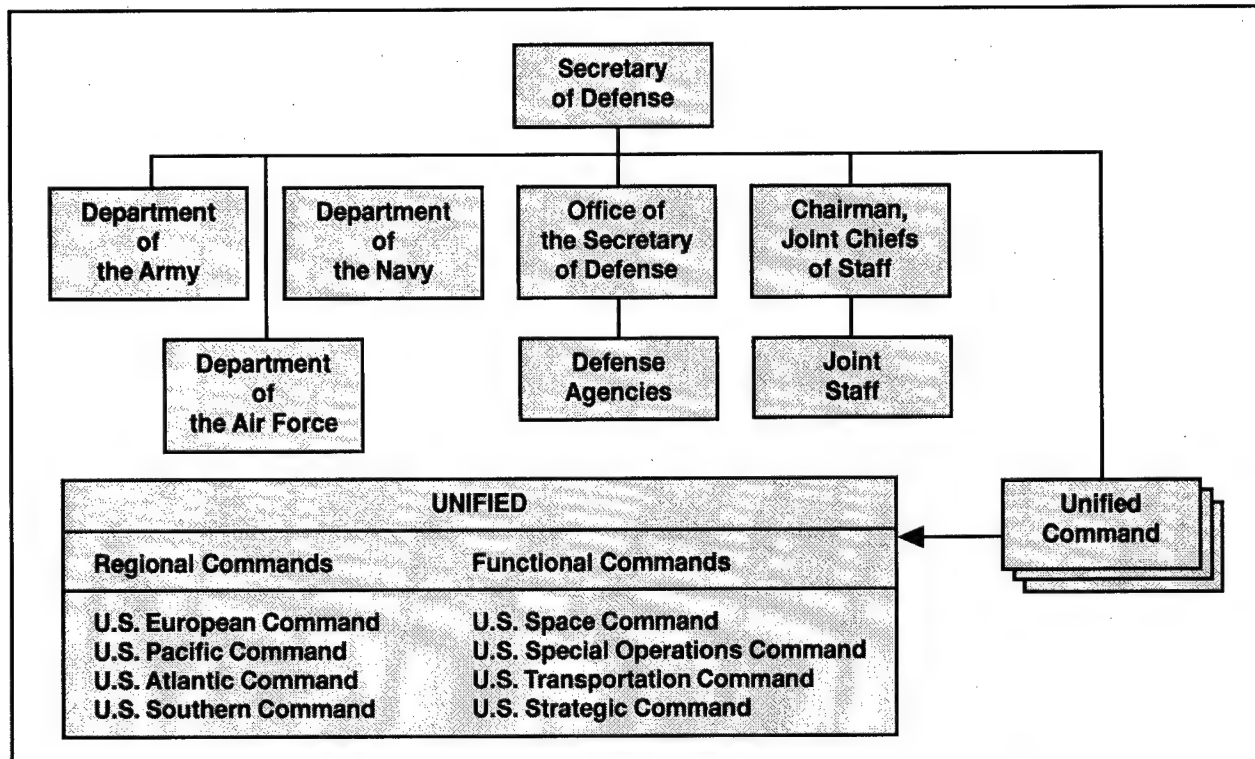 Secretary
of Defense
Department
of
the Army
Department
of
the Navy
Office of
the Secretary
of Defense
Chairman,
Joint Chiefs
of Staff
Department
of
the Air Force
Defense
Agencies
Joint
Staff
Unified
Command
UNIFIED
Regional Commands
Functional Commands
U.S. European Command
U.S. Pacific Command
U.S. Atlantic Command
U.S. Southern Command
U.S. Space Command
U.S. Special Operations Command
U.S. Transportation Command
U.S. Strategic Command